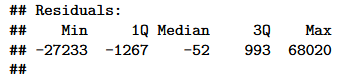 ## Residuals:
##    Min     1Q Median     3Q    Max
## -27233  -1267    -52    993  68020
##